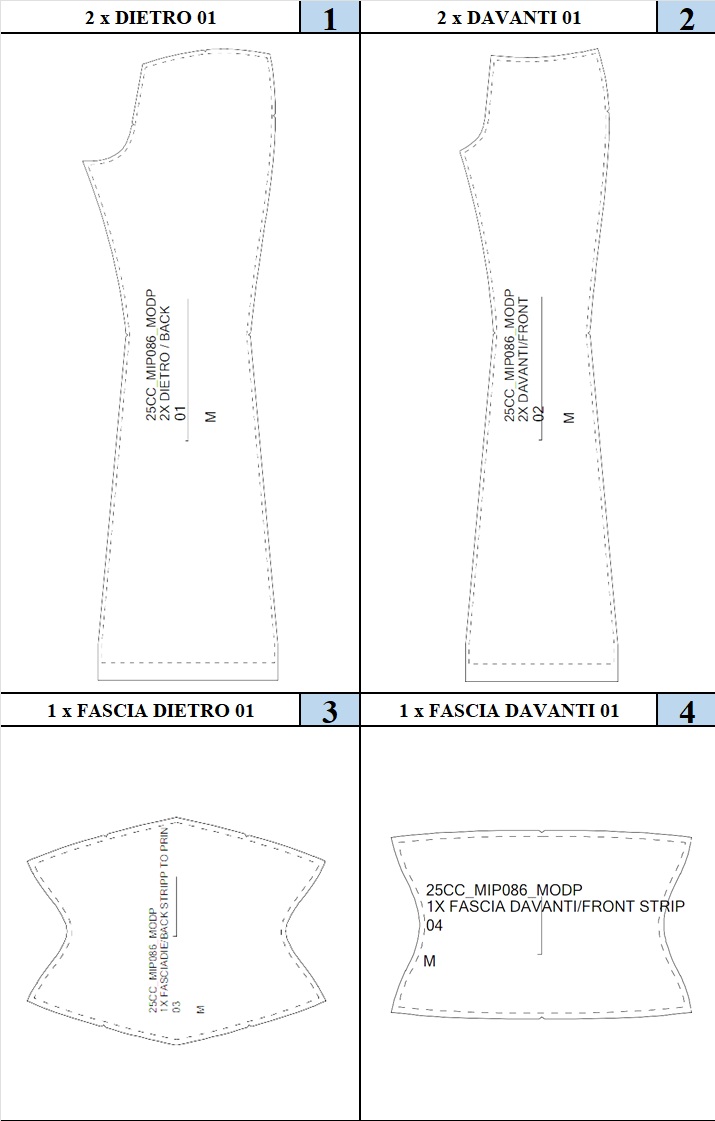 2 x DIETRO 01
1
2 x DAVANTI 01
2
25CC_MIP086_MODP
2X DIETRO / BACK
01
M
25CC_MIP086_MODP
2X DAVANTI/FRONT
02
M
1 x FASCIA DIETRO 01
3
1 x FASCIA DAVANTI 01
4
25CC_MIP086_MODP
1X FASCIADIE/BACK STRIPP TO PRIN
03
M
25CC_MIP086_MODP
1X FASCIA DAVANTI/FRONT STRIP
04
M